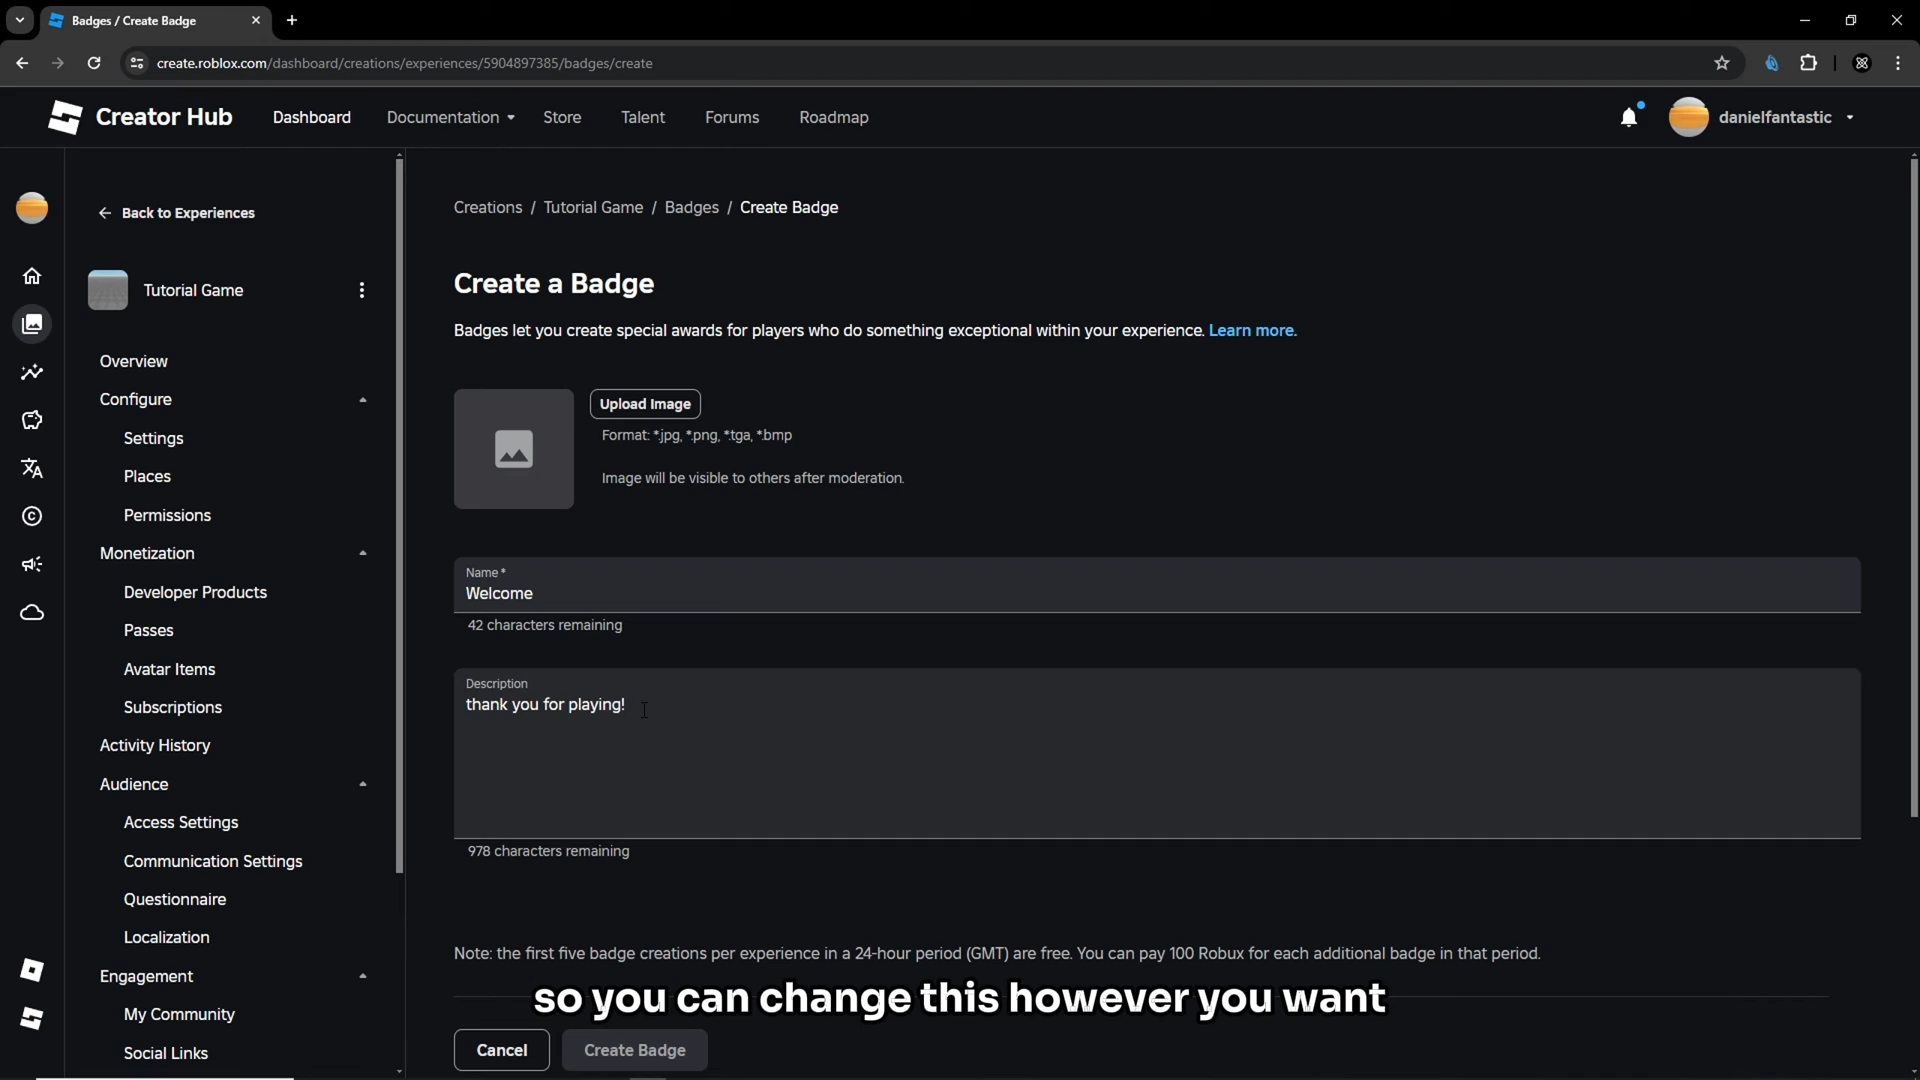 Badges / Create Badge
create.roblox.com/dashboard/creations/experiences/5904897385/badges/create
Creator Hub
Dashboard
Documentation
Store
Talent
Forums
Roadmap
danielfantastic
Back to Experiences
Tutorial Game
Overview
Configure
Settings
Places
Permissions
Monetization
Developer Products
Passes
Avatar Items
Subscriptions
Activity History
Audience
Access Settings
Communication Settings
Questionnaire
Localization
Engagement
My Community
Social Links
Creations / Tutorial Game / Badges / Create Badge
Create a Badge
Badges let you create special awards for players who do something exceptional within your experience. Learn more.
Upload Image
Format: *.jpg, *.png, *.tga, *.bmp
Image will be visible to others after moderation.
Name *
Welcome
42 characters remaining
Description
thank you for playing!
978 characters remaining
Note: the first five badge creations per experience in a 24-hour period (GMT) are free. You can pay 100 Robux for each additional badge in that period.
so you can change this however you want
Cancel
Create Badge